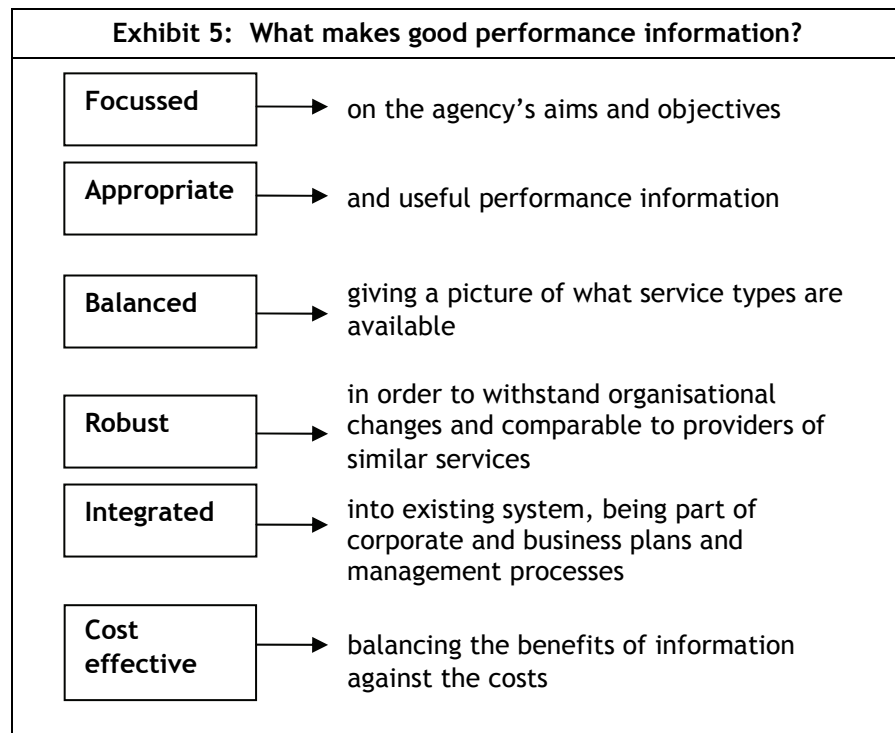 Exhibit 5:  What makes good performance information?
Focussed
on the agency’s aims and objectives
Appropriate
and useful performance information
Balanced
giving a picture of what service types are
available
Robust
in order to withstand organisational
changes and comparable to providers of
similar services
Integrated
into existing system, being part of
corporate and business plans and
management processes
Cost
effective
balancing the benefits of information
against the costs